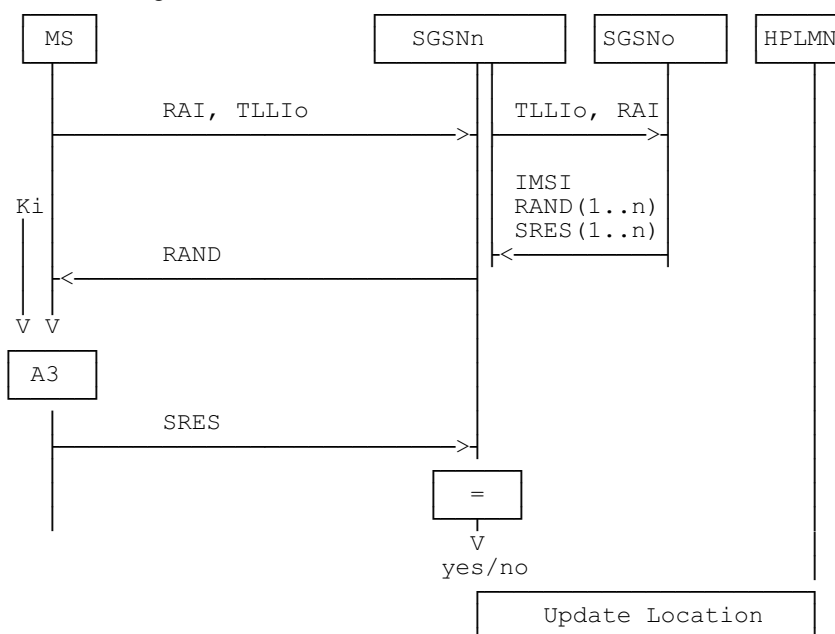 MS SGSNn SGSNo HPLMN
RAI, TLLIo TLLIo, RAI
IMSI
Ki RAND(1..n)
SRES(1..n)
RAND
V V
A3
SRES
=
V
yes/no
Update Location